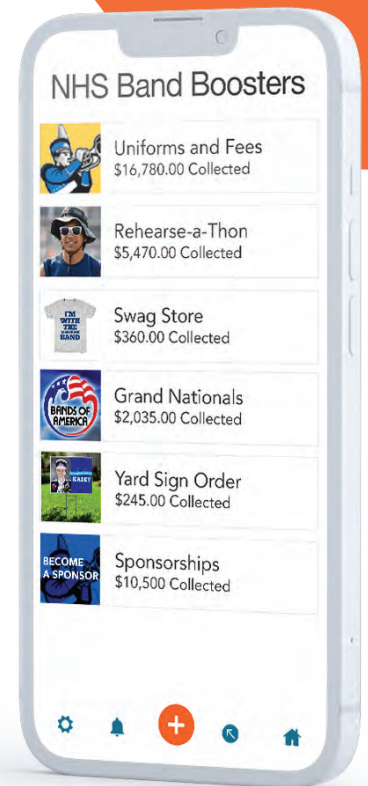 NHS Band Boosters
Uniforms and Fees
$16,780.00 Collected
Rehearse-a-Thon
$5,470.00 Collected
I'M
WITH
THE
BAND
Swag Store
$360.00 Collected
BANDS OF
AMERICA
Grand Nationals
$2,035.00 Collected
KASEY
Yard Sign Order
$245.00 Collected
BECOME
A SPONSOR
Sponsorships
$10,500 Collected